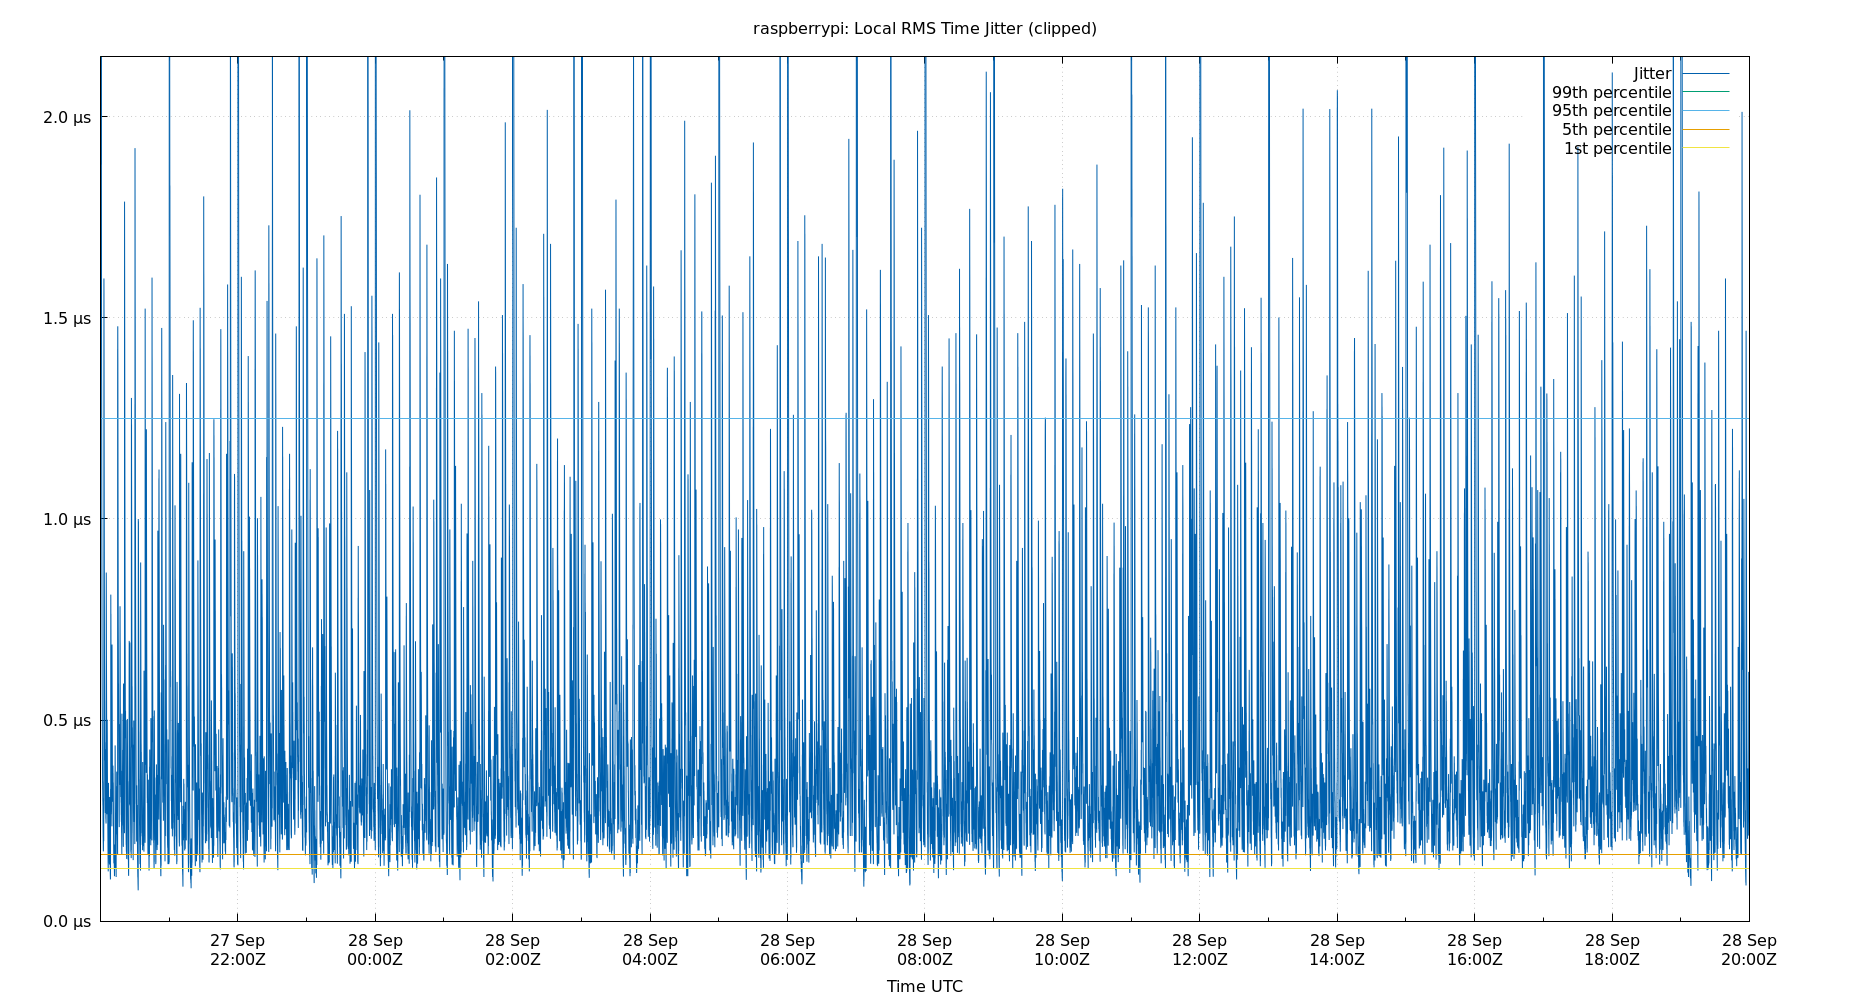 raspberrypi: Local RMS Time Jitter (clipped)
Jitter
99th percentile
95th percentile
5th percentile
1st percentile
2.0 µs
1.5 µs
1.0 µs
0.5 µs
0.0 µs
27 Sep 28 Sep 28 Sep 28 Sep 28 Sep 28 Sep 28 Sep 28 Sep 28 Sep 28 Sep 28 Sep 28 Sep
22:00Z 00:00Z 02:00Z 04:00Z 06:00Z 08:00Z 10:00Z 12:00Z 14:00Z 16:00Z 18:00Z 20:00Z
Time UTC